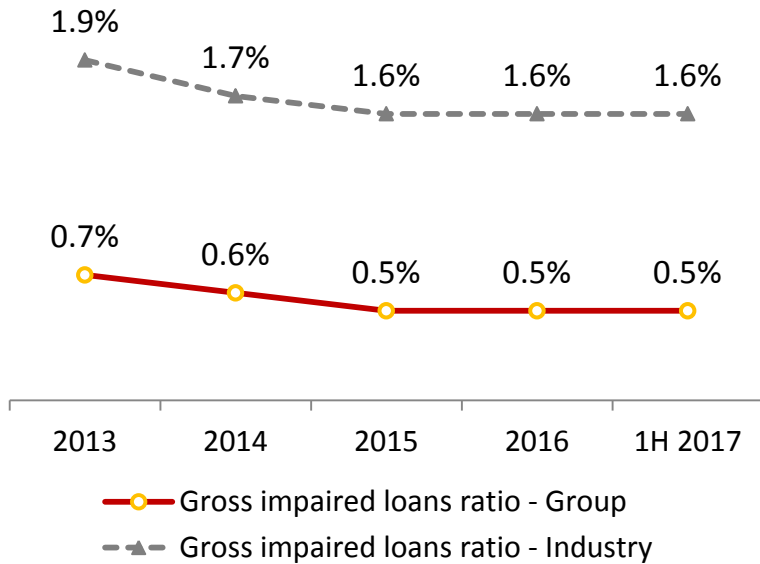 1.9%
1.7%
1.6% 1.6% 1.6%
0.7%
0.6%
0.5% 0.5% 0.5%
2013 2014 2015 2016 1H 2017
Gross impaired loans ratio - Group
Gross impaired loans ratio - Industry